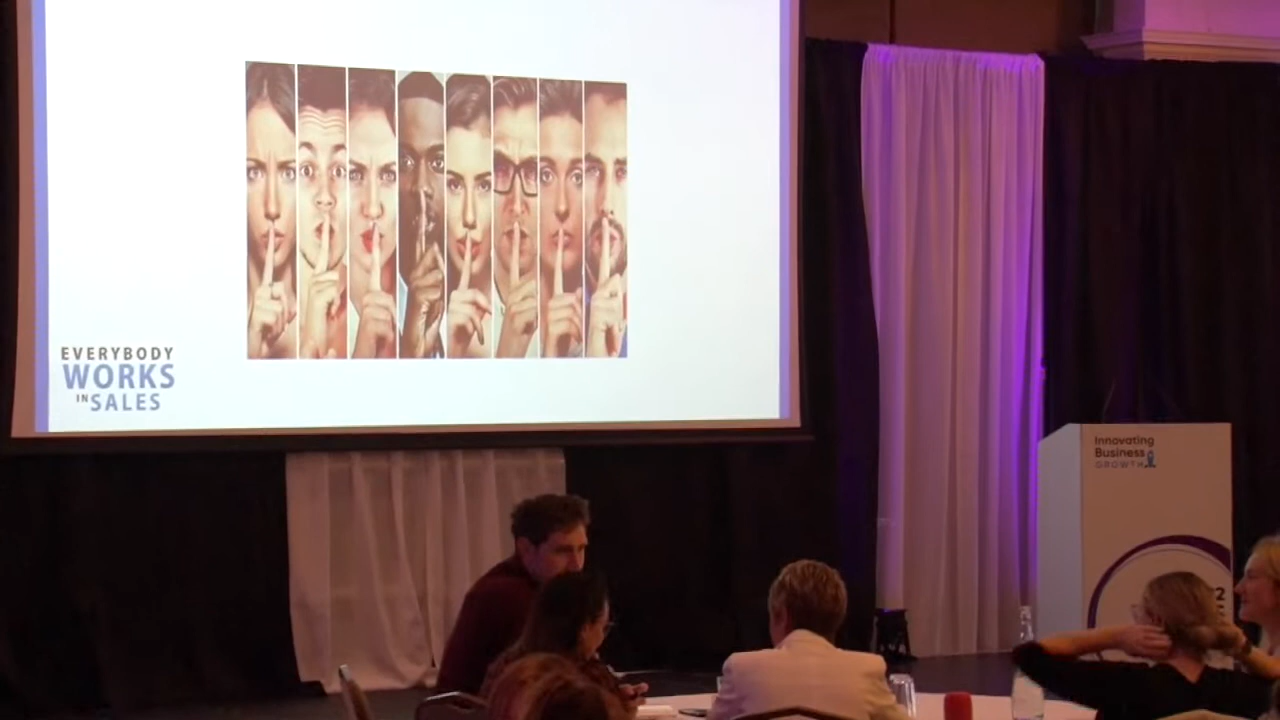 EVERYBODY
WORKS
IN SALES
Innovating
Business
GROWTH